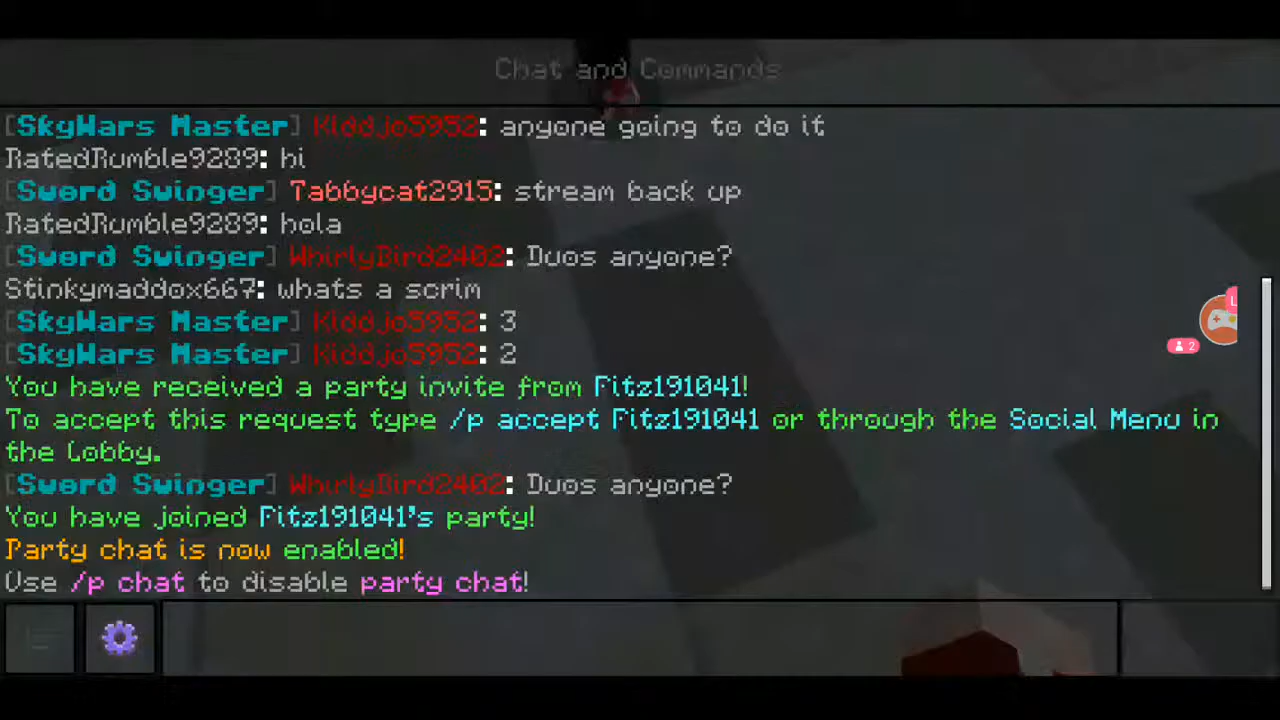 Chat and Commands
[SkyWars Master] Kiddjo5952: anyone going to do it
RatedRumble9289: hi
[Sword Swinger] Tabbycat2915: stream back up
RatedRumble9289: hola
[Sword Swinger] WhirlyBird2402: Duos anyone?
Stinkymaddox667: whats a scrim
[SkyWars Master] Kiddjo5952: 3
[SkyWars Master] Kiddjo5952: 2
You have received a party invite from Fitz191041!
To accept this request type /p accept Fitz191041 or through the Social Menu in
the Lobby.
[Sword Swinger] WhirlyBird2402: Duos anyone?
You have joined Fitz191041's party!
Party chat is now enabled!
Use /p chat to disable party chat!
L
2